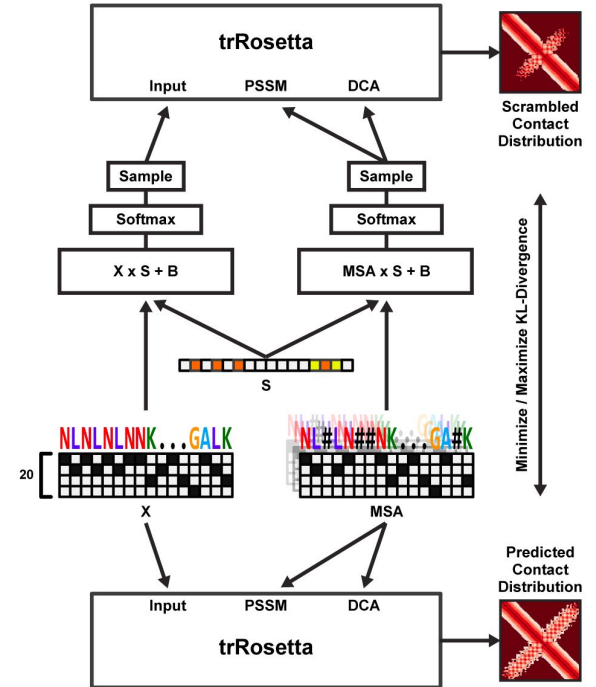 trRosetta
Input PSSM DCA
Scrambled
Contact
Distribution
Sample Sample
Softmax Softmax
X x S + B MSA x S + B
Minimize / Maximize KL-Divergence
S
NLNLNLNNK...GALK
NL#LN##NK...GA#K
20
X MSA
Predicted
Contact
Distribution
Input PSSM DCA
trRosetta